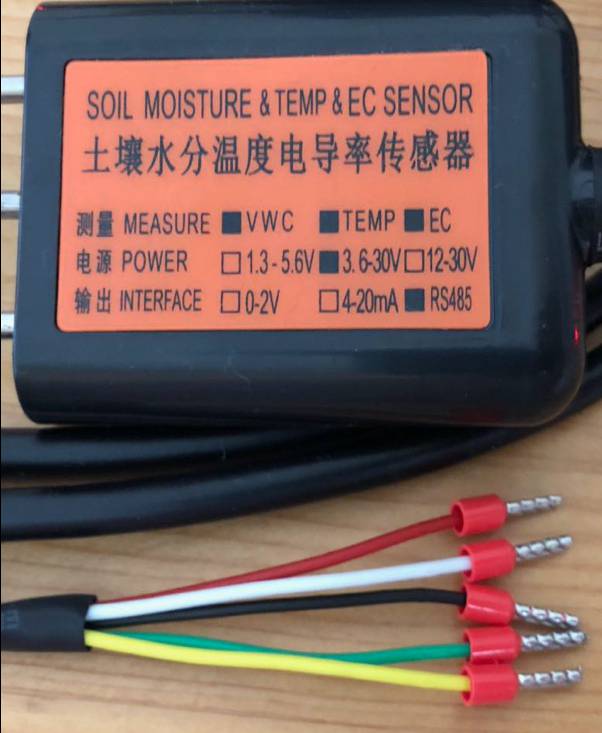 SOIL MOISTURE & TEMP & EC SENSOR
土壤水分温度电导率传感器
测量 MEASURE ■VWC ■TEMP ■EC
电源 POWER □1.3-5.6V ■3.6-30V □12-30V
输出 INTERFACE □0-2V □4-20mA ■RS485